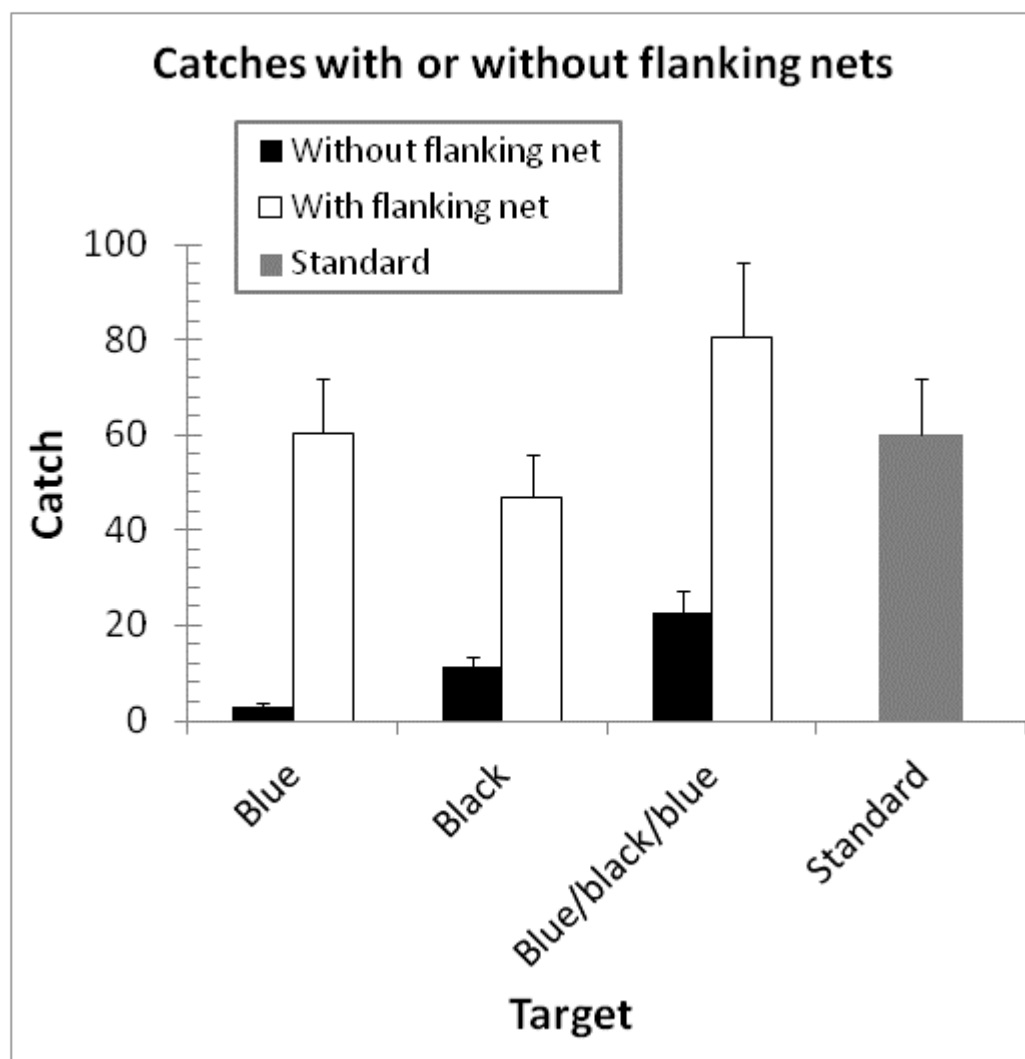 Catches with or without flanking nets
Without flanking net
With flanking net
Standard
100
80
60
40
20
0
Catch
Blue
Black
Blue/black/blue
Standard
Target